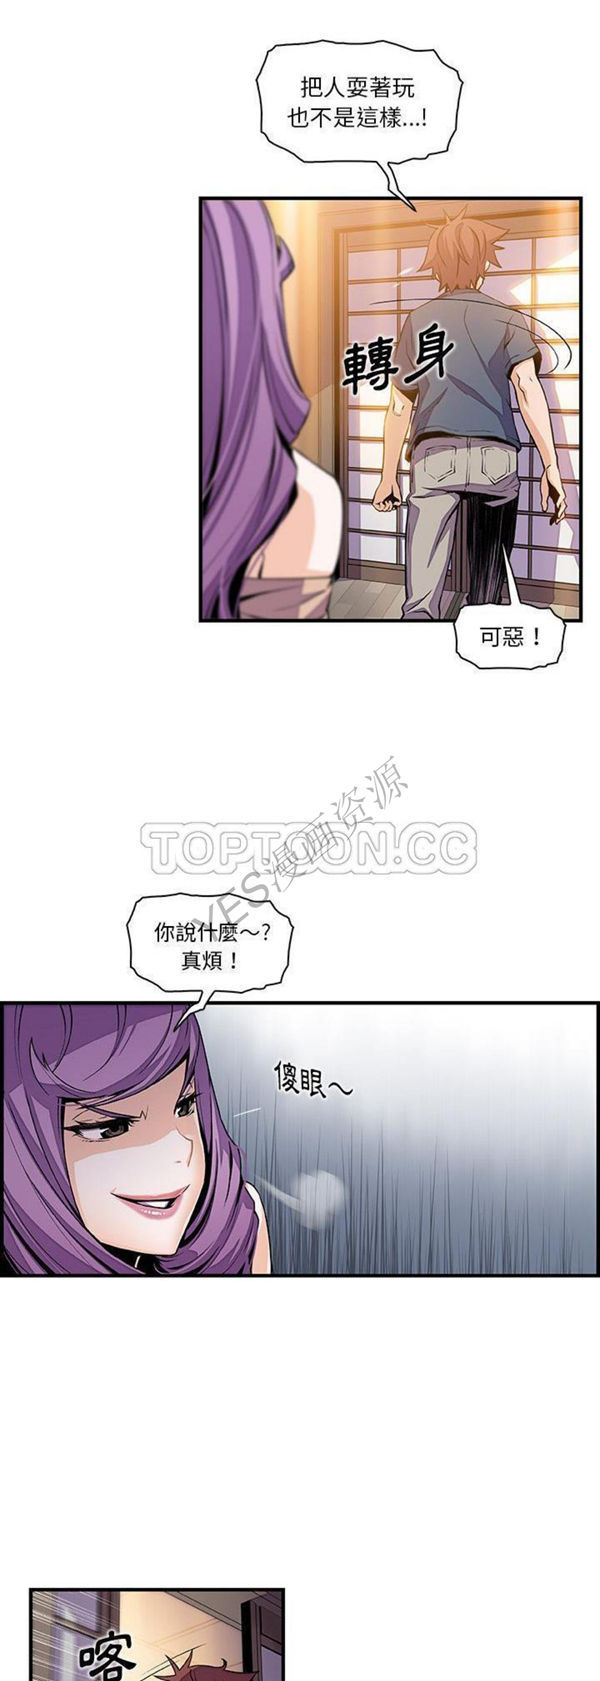 把人耍著玩
也不是這樣...!
轉身
可惡！
YES漫画资源
TOPTOON.CC
你說什麼～?
真煩！
傻眼～
喀